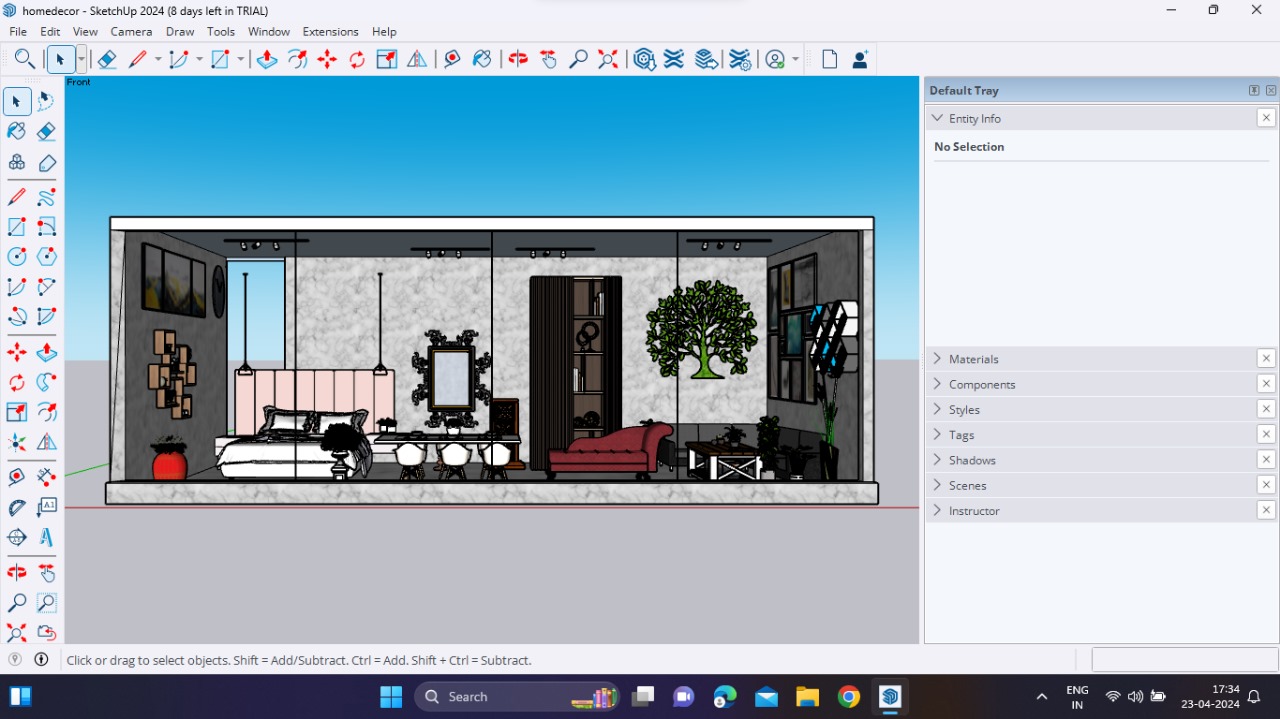 homedecor - SketchUp 2024 (8 days left in TRIAL)
File Edit View Camera Draw Tools Window Extensions Help
Front
Default Tray
Entity Info
No Selection
Materials
Components
Styles
Tags
Shadows
Scenes
Instructor
A1
A
Click or drag to select objects. Shift = Add/Subtract. Ctrl = Add. Shift + Ctrl = Subtract.
Search
ENG
IN
17:34
23-04-2024